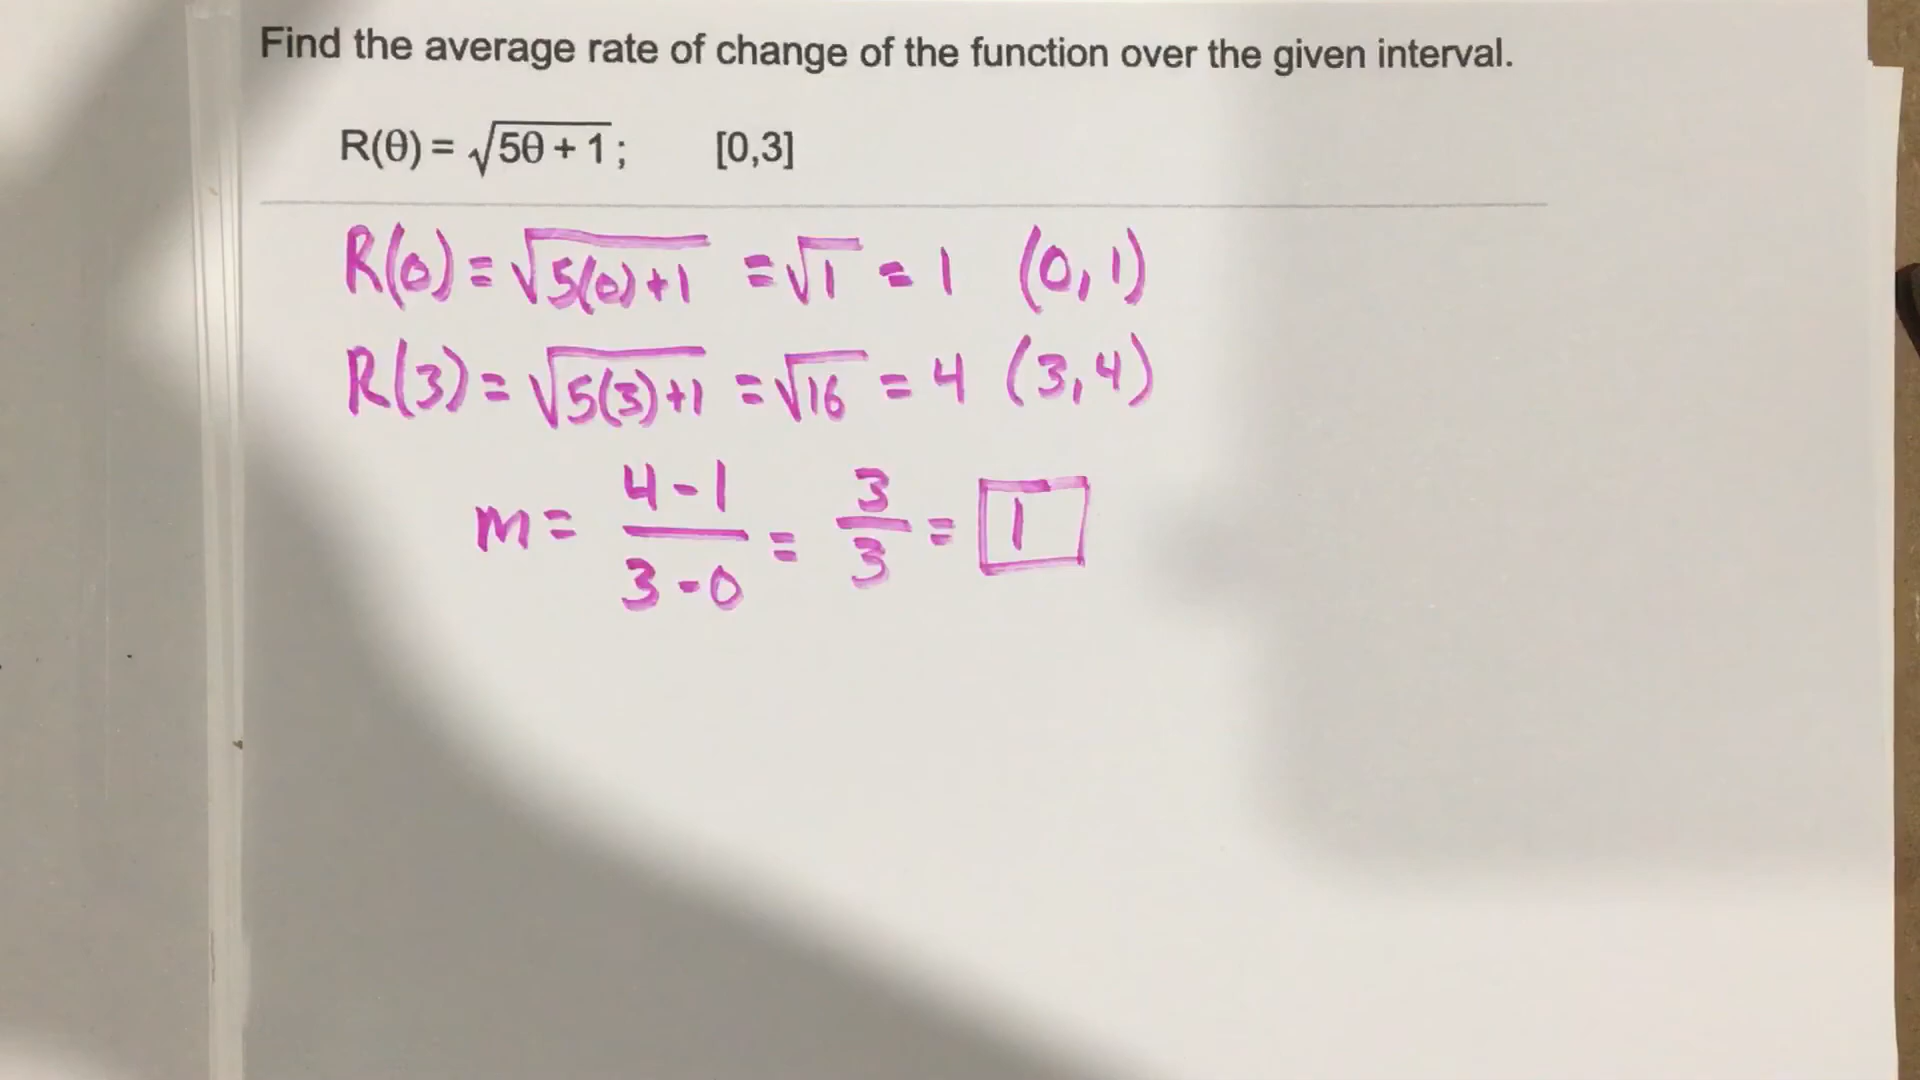 Find the average rate of change of the function over the given interval.
R(θ) = √5θ + 1 ; [0,3]
R(0) = √5(0)+1 = √1 = 1 (0,1)
R(3) = √5(3)+1 = √16 = 4 (3,4)
m = 4-1/3-0 = 3/3 = 1